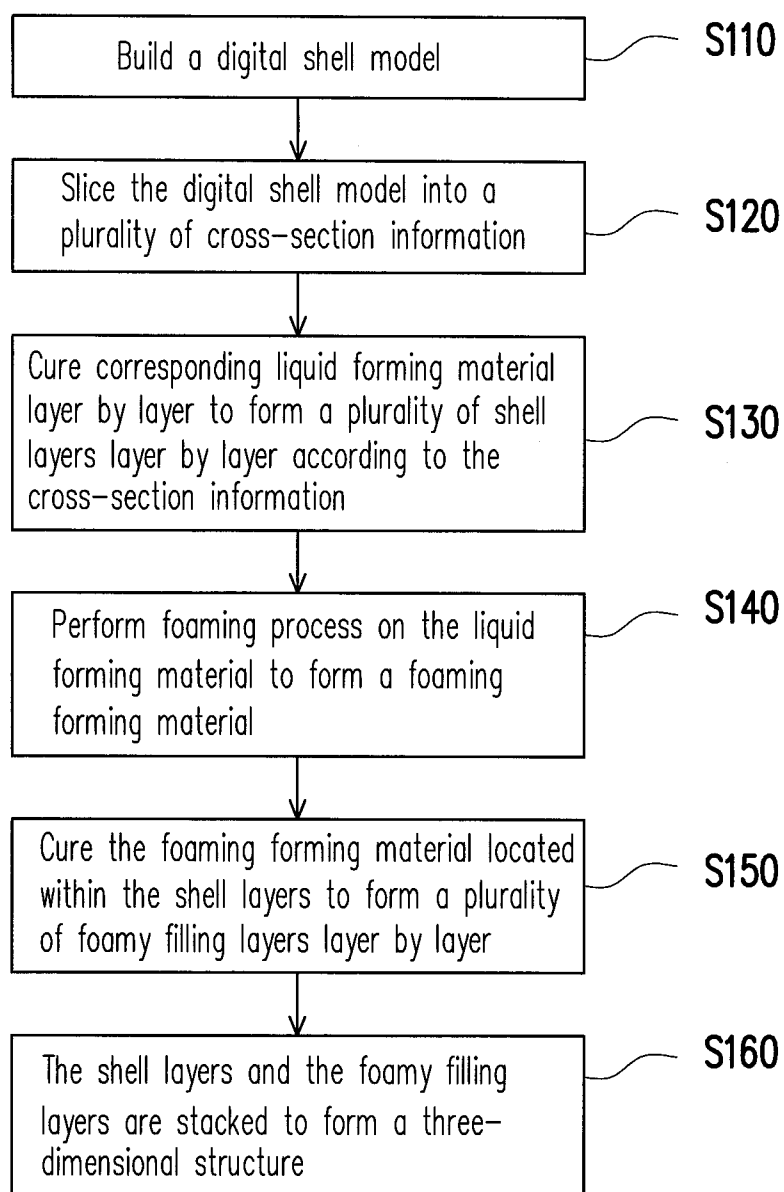 Build a digital shell model
S110
Slice the digital shell model into a
plurality of cross-section information
S120
Cure corresponding liquid forming material
layer by layer to form a plurality of shell
layers layer by layer according to the
cross-section information
S130
Perform foaming process on the liquid
forming material to form a foaming
forming material
S140
Cure the foaming forming material located
within the shell layers to form a plurality
of foamy filling layers layer by layer
S150
The shell layers and the foamy filling
layers are stacked to form a three-
dimensional structure
S160